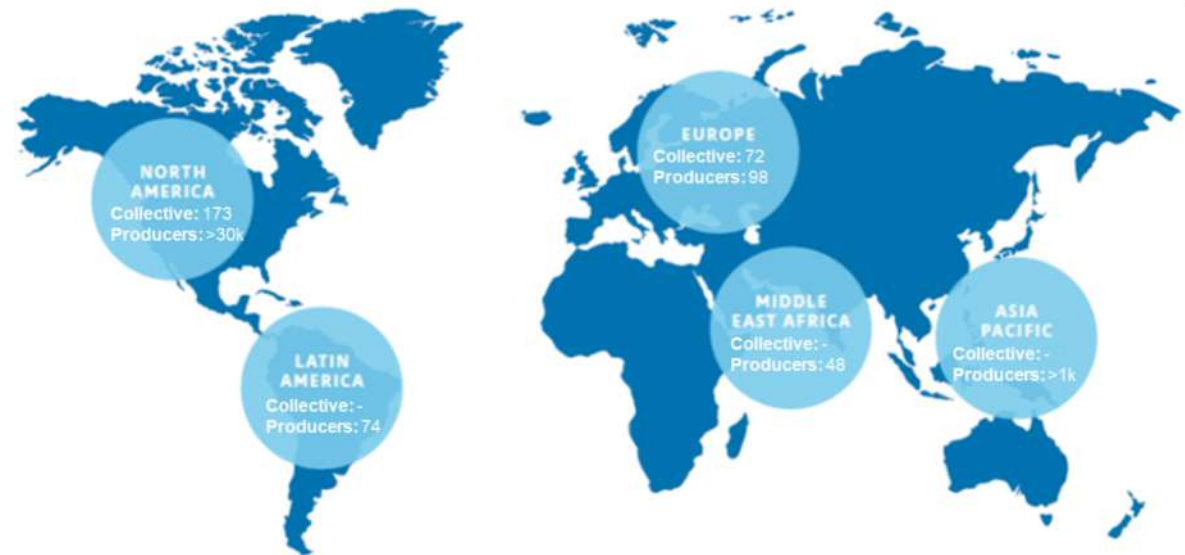 NORTH
AMERICA
Collective: 173
Producers: >30k
LATIN
AMERICA
Collective: -
Producers: 74
EUROPE
Collective: 72
Producers: 98
MIDDLE
EAST AFRICA
Collective: -
Producers: 48
ASIA
PACIFIC
Collective: -
Producers: >1k